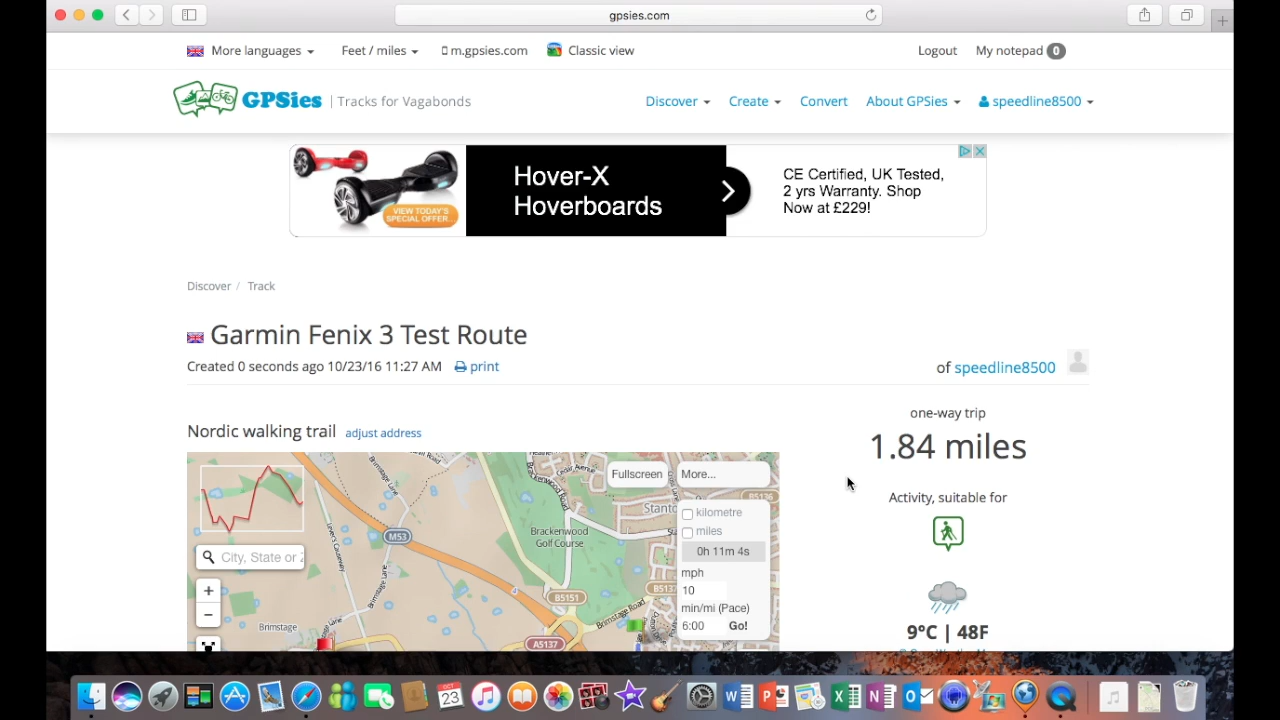 gpsies.com
More languages
Feet / miles
m.gpsies.com
Classic view
Logout
My notepad 0
GPSies
Tracks for Vagabonds
Discover
Create
Convert
About GPSies
speedline8500
VIEW TODAY'S
SPECIAL OFFER...
Hover-X
Hoverboards
CE Certified, UK Tested,
2 yrs Warranty. Shop
Now at £229!
Discover / Track
Garmin Fenix 3 Test Route
Created 0 seconds ago 10/23/16 11:27 AM
print
of speedline8500
Nordic walking trail
adjust address
one-way trip
1.84 miles
Activity, suitable for
9°C | 48F
Fullscreen
More...
kilometre
miles
0h 11m 4s
mph
10
min/mi (Pace)
6:00
Go!
City, State or
+
−
Brimstage Road
M53
Brackenwood
Golf Course
B5136
B5151
A5137
Brimstage
OCT
23